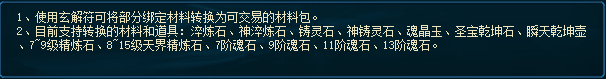 1、使用玄解符可将部分绑定材料转换为可交易的材料包。
2、目前支持转换的材料和道具：淬炼石、神淬炼石、铸灵石、神铸灵石、魂晶玉、圣宝乾坤石、瞬天乾坤壶、7~9级精炼石、8~15级天界精炼石、7阶魂石、9阶魂石、11阶魂石、13阶魂石。